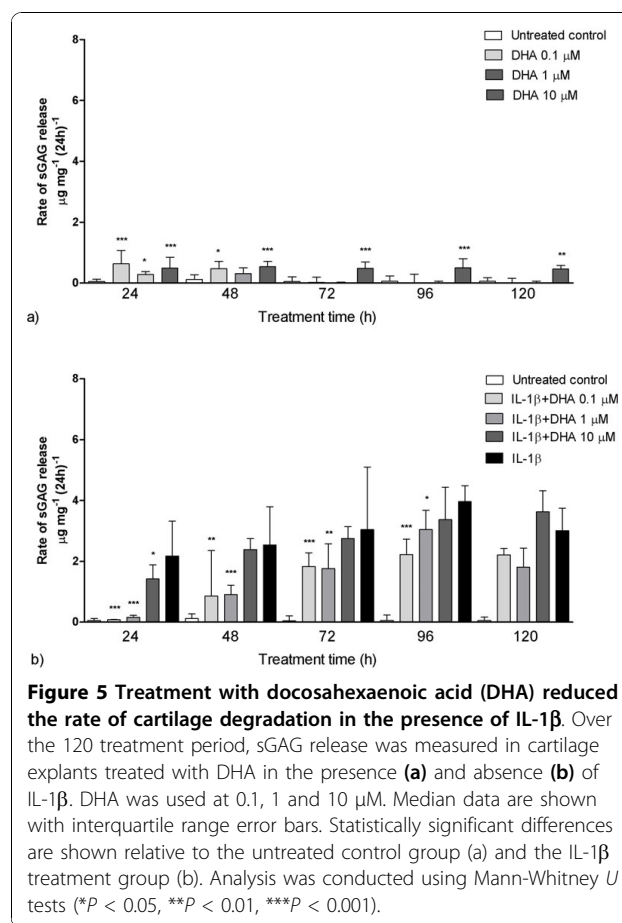 Untreated control
DHA 0.1 μM
DHA 1 μM
DHA 10 μM
Rate of sGAG release
μg mg⁻¹ (24h)⁻¹
8
6
4
2
0
*** * *** * *** *** *** **
24 48 72 96 120
Treatment time (h)
a)
Untreated control
IL-1β+DHA 0.1 μM
IL-1β+DHA 1 μM
IL-1β+DHA 10 μM
IL-1β
Rate of sGAG release
μg mg⁻¹ (24h)⁻¹
8
6
4
2
0
*** *** * ** *** *** ** *** *
24 48 72 96 120
Treatment time (h)
b)
Figure 5 Treatment with docosahexaenoic acid (DHA) reduced
the rate of cartilage degradation in the presence of IL-1β. Over
the 120 treatment period, sGAG release was measured in cartilage
explants treated with DHA in the presence (a) and absence (b) of
IL-1β. DHA was used at 0.1, 1 and 10 μM. Median data are shown
with interquartile range error bars. Statistically significant differences
are shown relative to the untreated control group (a) and the IL-1β
treatment group (b). Analysis was conducted using Mann-Whitney U
tests (*P < 0.05, **P < 0.01, ***P < 0.001).